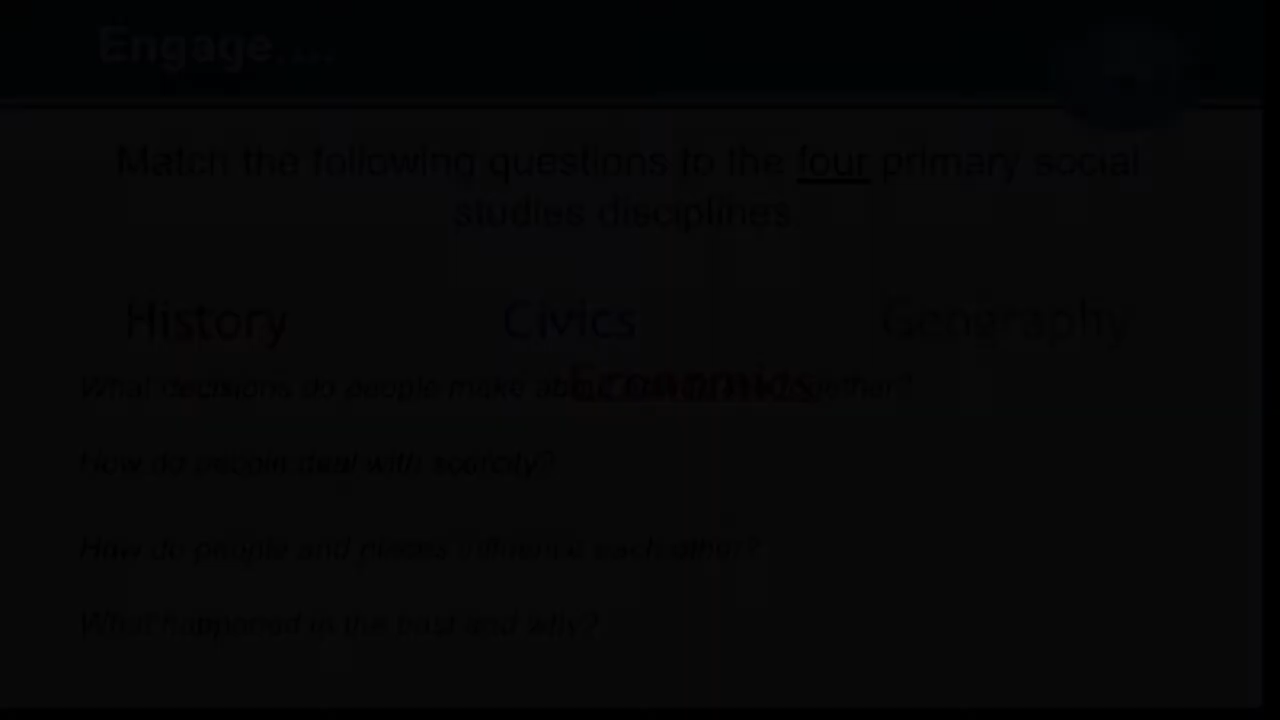 Engage....
Match the following questions to the four primary social
studies disciplines
History Civics Geography
Economics
What decisions do people make about together?
How do people deal with scarcity?
How do people and places influence each other?
What happened in the past and why?